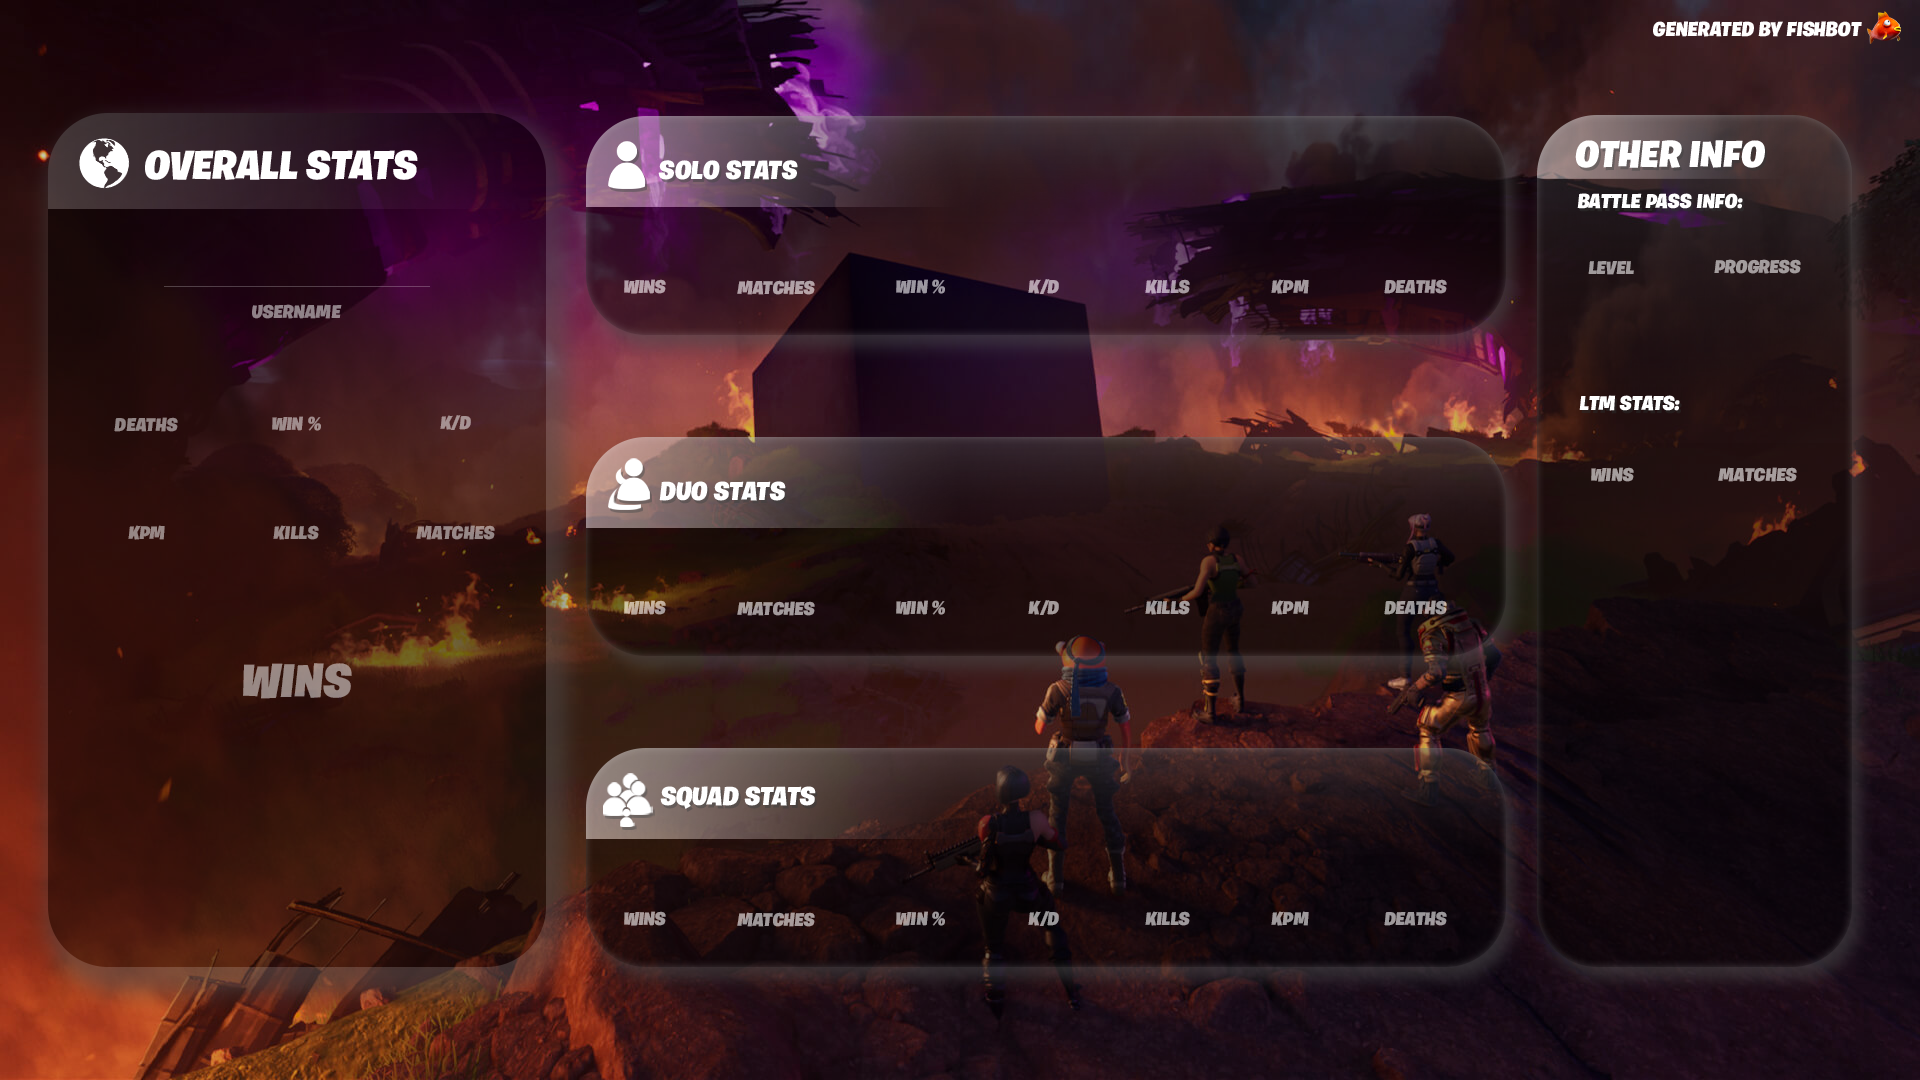 GENERATED BY FISHBOT
OVERALL STATS
USERNAME
DEATHS WIN % K/D
KPM KILLS MATCHES
WINS
SOLO STATS
WINS MATCHES WIN % K/D KILLS KPM DEATHS
DUO STATS
WINS MATCHES WIN % K/D KILLS KPM DEATHS
SQUAD STATS
WINS MATCHES WIN % K/D KILLS KPM DEATHS
OTHER INFO
BATTLE PASS INFO:
LEVEL PROGRESS
LTM STATS:
WINS MATCHES